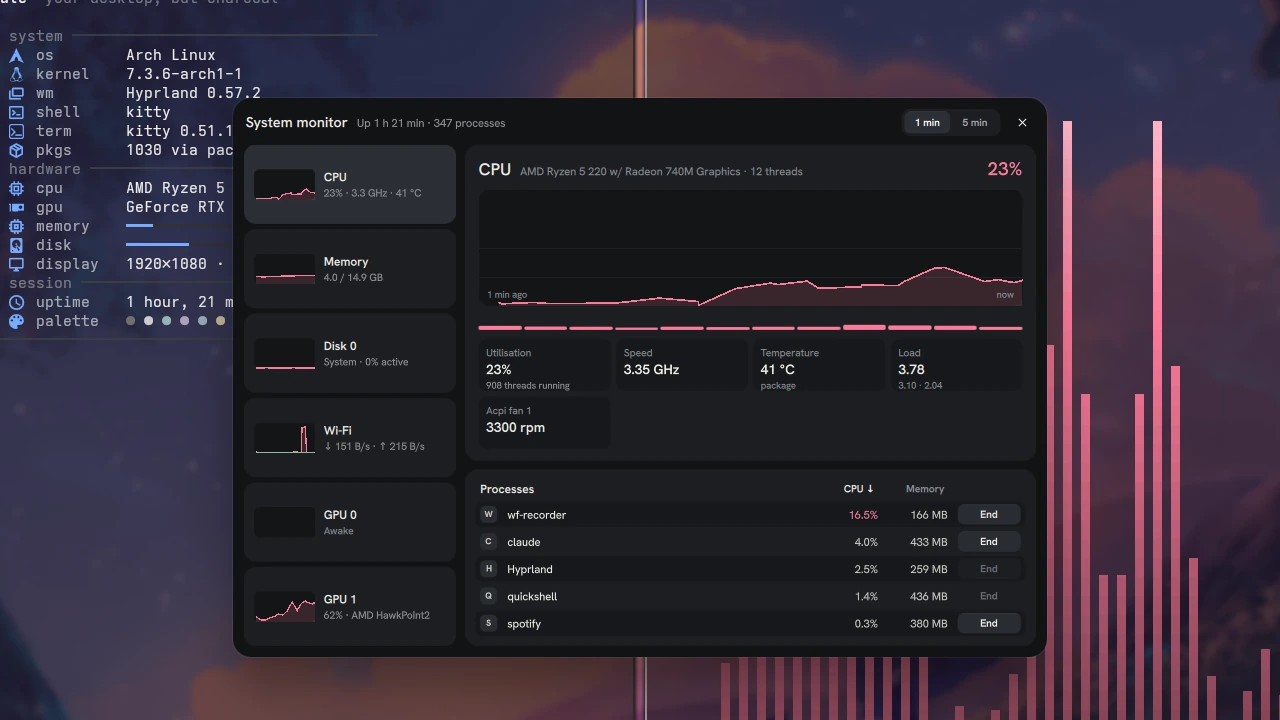 your desktop, but charcoal
system
os Arch Linux
kernel 7.3.6-arch1-1
wm Hyprland 0.57.2
shell kitty
term kitty 0.51.1
pkgs 1030 via pac
hardware
cpu AMD Ryzen 5
gpu GeForce RTX
memory
disk
display 1920×1080 ·
session
uptime 1 hour, 21 m
palette
System monitor Up 1 h 21 min · 347 processes
1 min 5 min ×
CPU
23% · 3.3 GHz · 41 °C
Memory
4.0 / 14.9 GB
Disk 0
System · 0% active
Wi-Fi
↓ 151 B/s · ↑ 215 B/s
GPU 0
Awake
GPU 1
62% · AMD HawkPoint2
CPU AMD Ryzen 5 220 w/ Radeon 740M Graphics · 12 threads 23%
1 min ago now
Utilisation
23%
908 threads running
Speed
3.35 GHz
Temperature
41 °C
package
Load
3.78
3.10 · 2.04
Acpi fan 1
3300 rpm
Processes CPU ↓ Memory
W wf-recorder 16.5% 166 MB End
C claude 4.0% 433 MB End
H Hyprland 2.5% 259 MB End
Q quickshell 1.4% 436 MB End
S spotify 0.3% 380 MB End